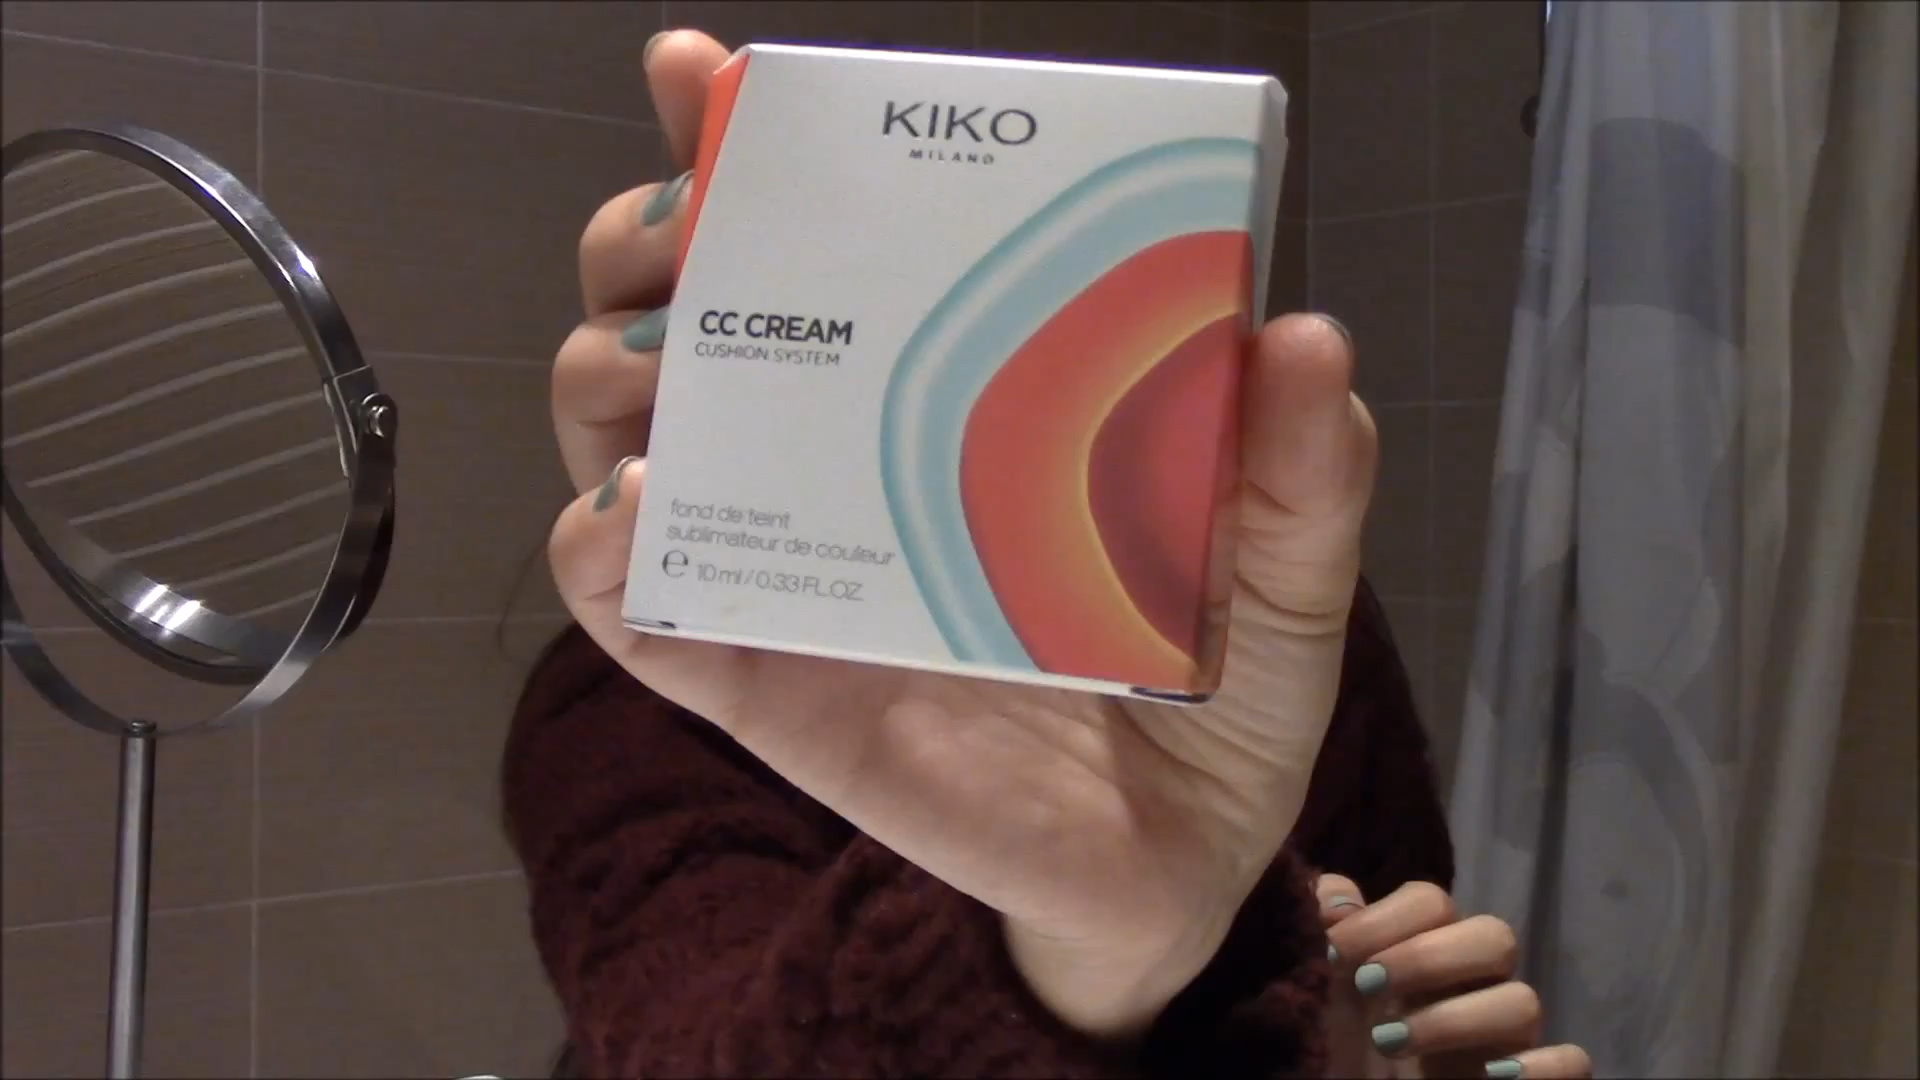 KIKO
MILANO
CC CREAM
CUSHION SYSTEM
fond de teint
sublimateur de couleur
e 10 ml / 0.33 FL.OZ.